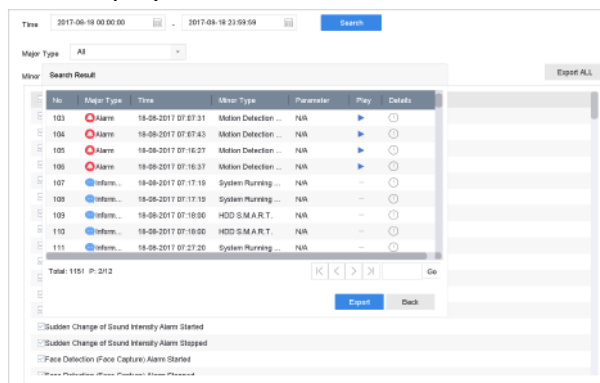 Time 2017-08-18 00:00:00 - 2017-08-18 23:59:59 Search
Major Type All
Minor Search Result Export ALL
No Major Type Time Minor Type Parameter Play Details
103 Alarm 18-08-2017 07:07:31 Motion Detection ... N/A
104 Alarm 18-08-2017 07:07:43 Motion Detection ... N/A
105 Alarm 18-08-2017 07:16:27 Motion Detection ... N/A
106 Alarm 18-08-2017 07:16:37 Motion Detection ... N/A
107 Inform... 18-08-2017 07:17:19 System Running ... N/A —
108 Inform... 18-08-2017 07:17:19 System Running ... N/A —
109 Inform... 18-08-2017 07:18:00 HDD S.M.A.R.T. N/A —
110 Inform... 18-08-2017 07:18:00 HDD S.M.A.R.T. N/A —
111 Inform... 18-08-2017 07:27:20 System Running ... N/A —
Total: 1151 P: 2/12 Go
Export Back
Sudden Change of Sound Intensity Alarm Started
Sudden Change of Sound Intensity Alarm Stopped
Face Detection (Face Capture) Alarm Started
Face Detection (Face Capture) Alarm Stopped